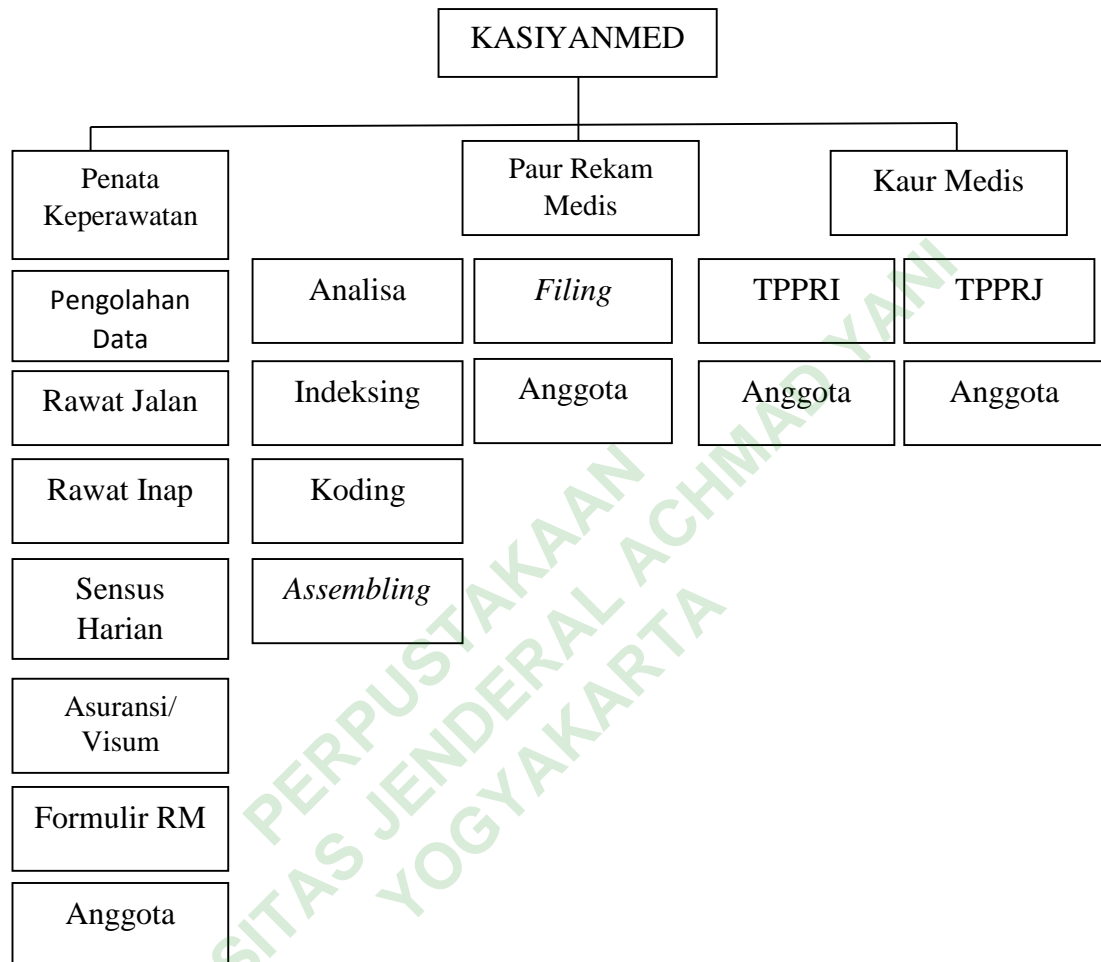 KASIYANMED
Penata
Keperawatan
Paur Rekam
Medis
Kaur Medis
Pengolahan
Data
Analisa
Filing
TPPRI
TPPRJ
Rawat Jalan
Indeksing
Anggota
Anggota
Anggota
Rawat Inap
Koding
Sensus
Harian
Assembling
Asuransi/
Visum
Formulir RM
Anggota
PERPUSTAKAAN
SITAS JENDERAL ACHMAD YANI
YOGYAKARTA